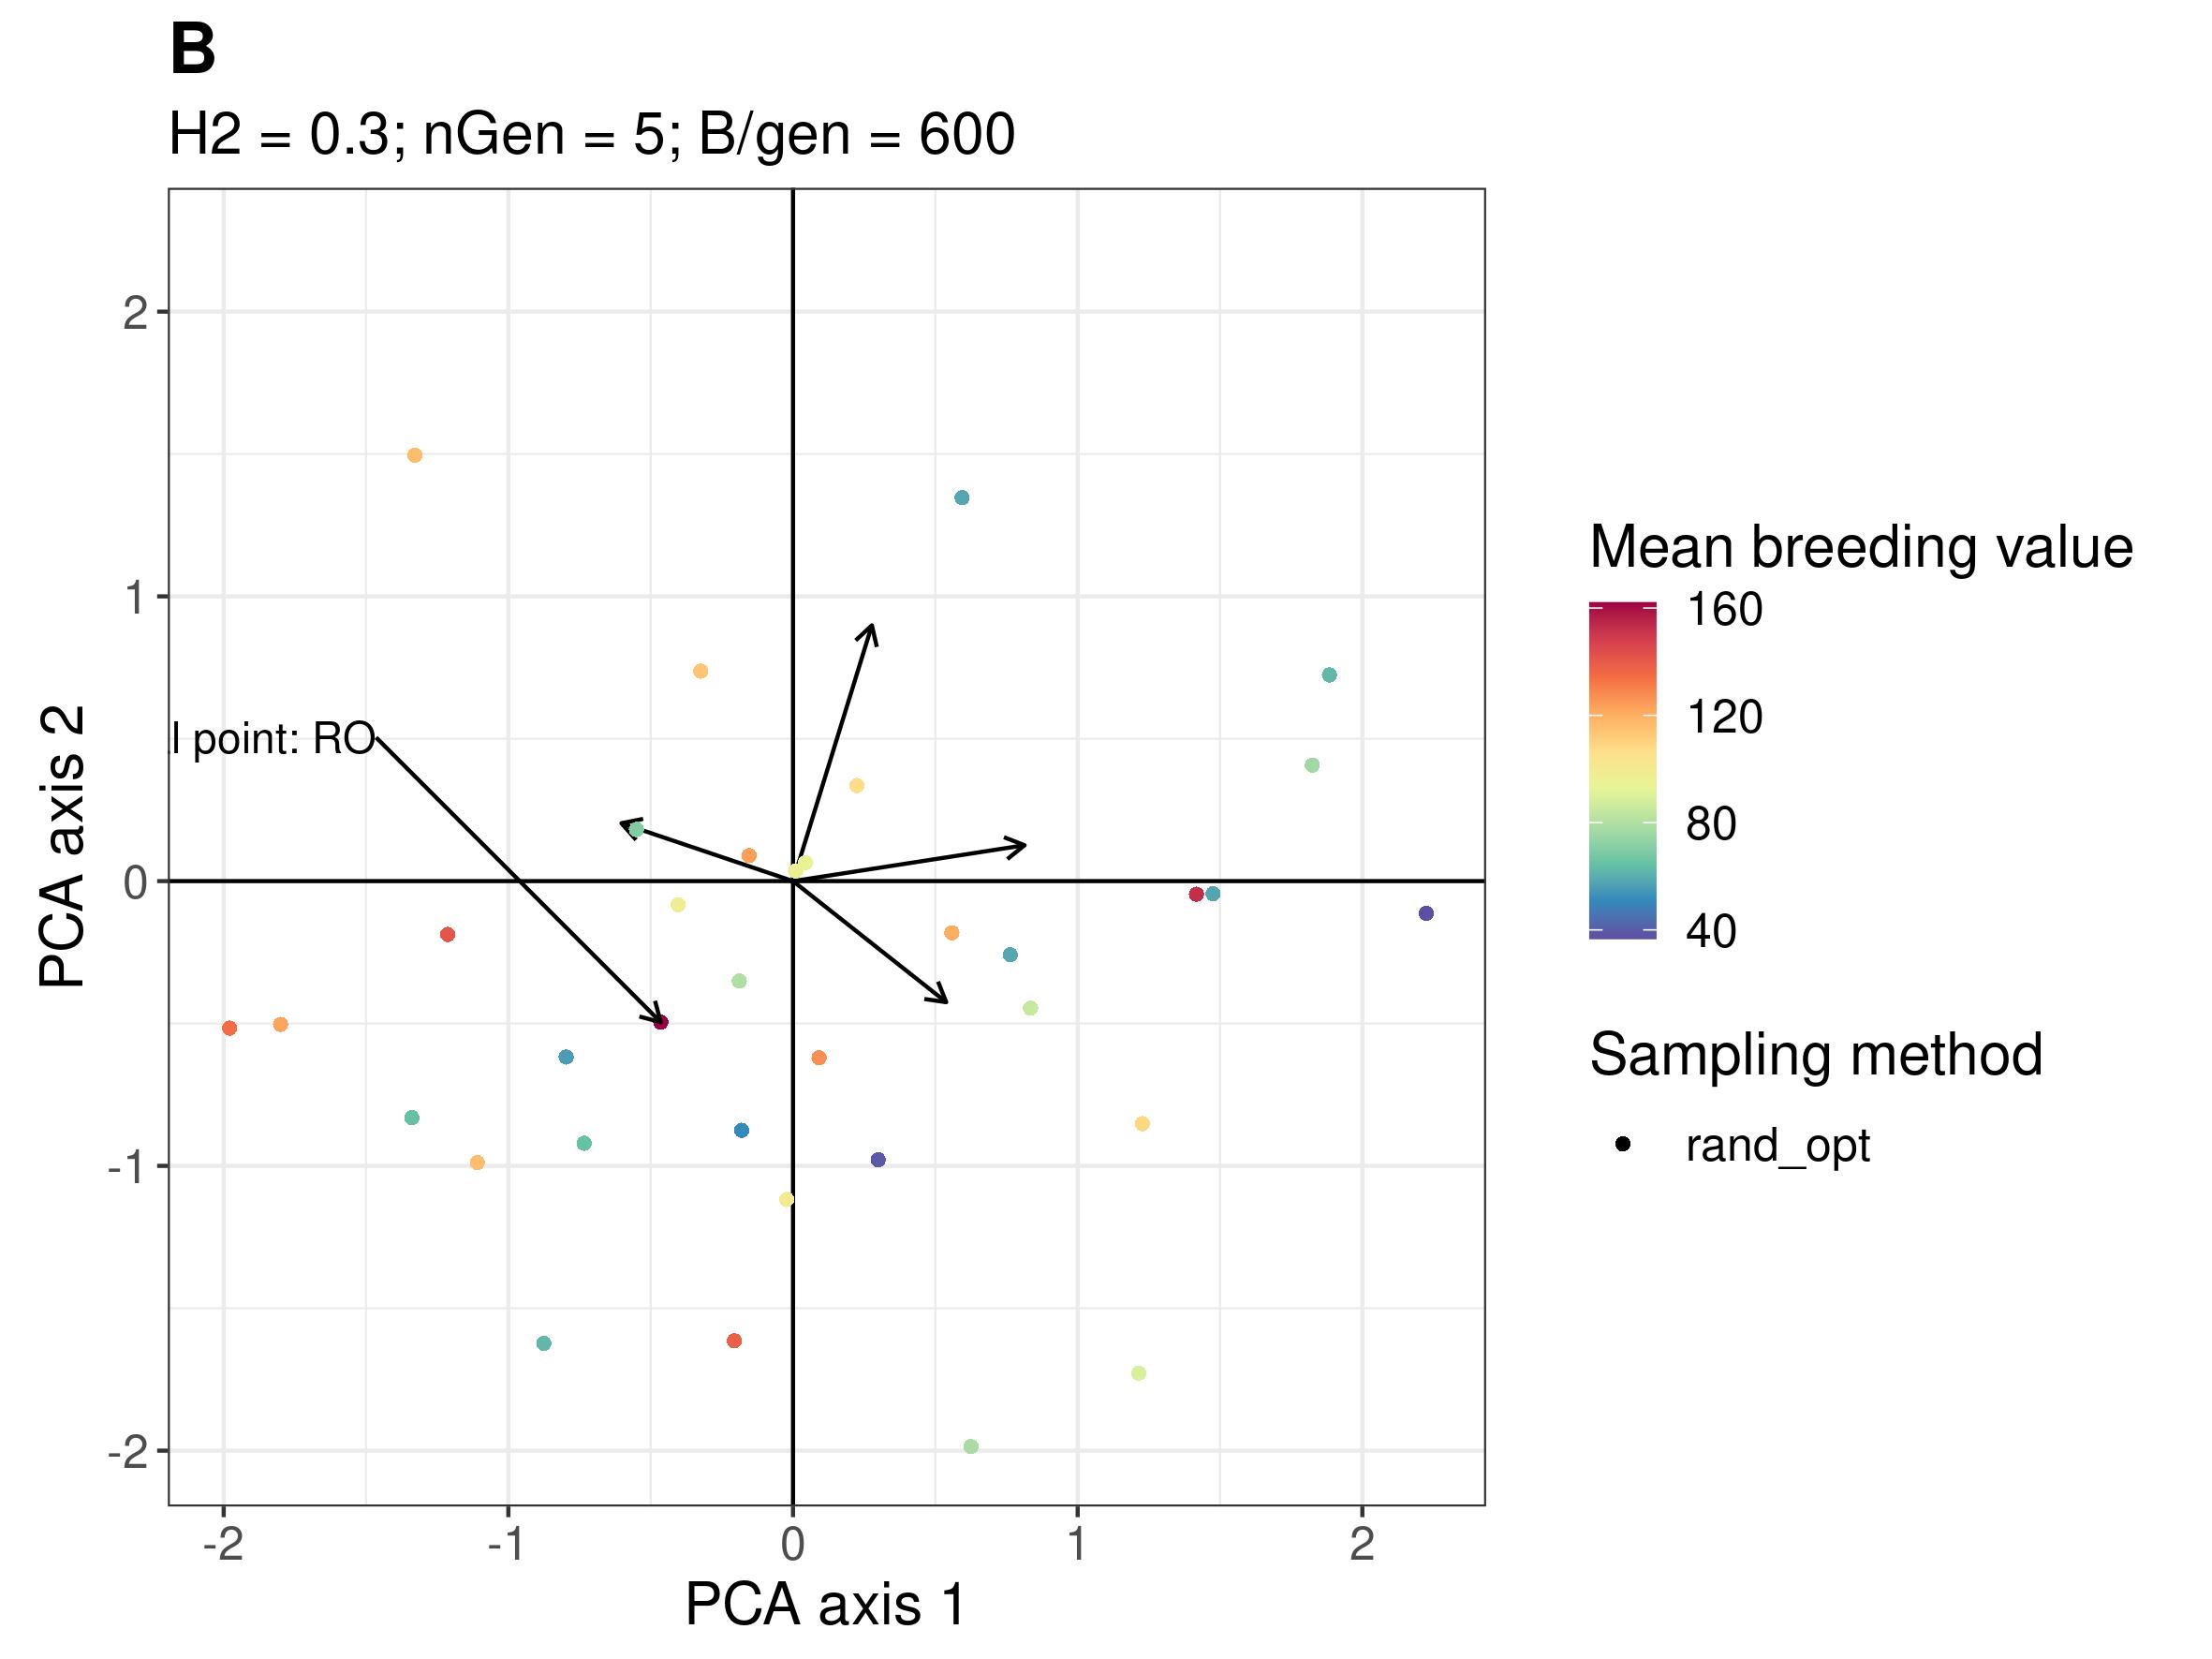 B
H2 = 0.3; nGen = 5; B/gen = 600
PCA axis 2
2
1
0
-1
-2
l point: RO
-2
-1
0
1
2
PCA axis 1
Mean breeding value
160
120
80
40
Sampling method
rand_opt